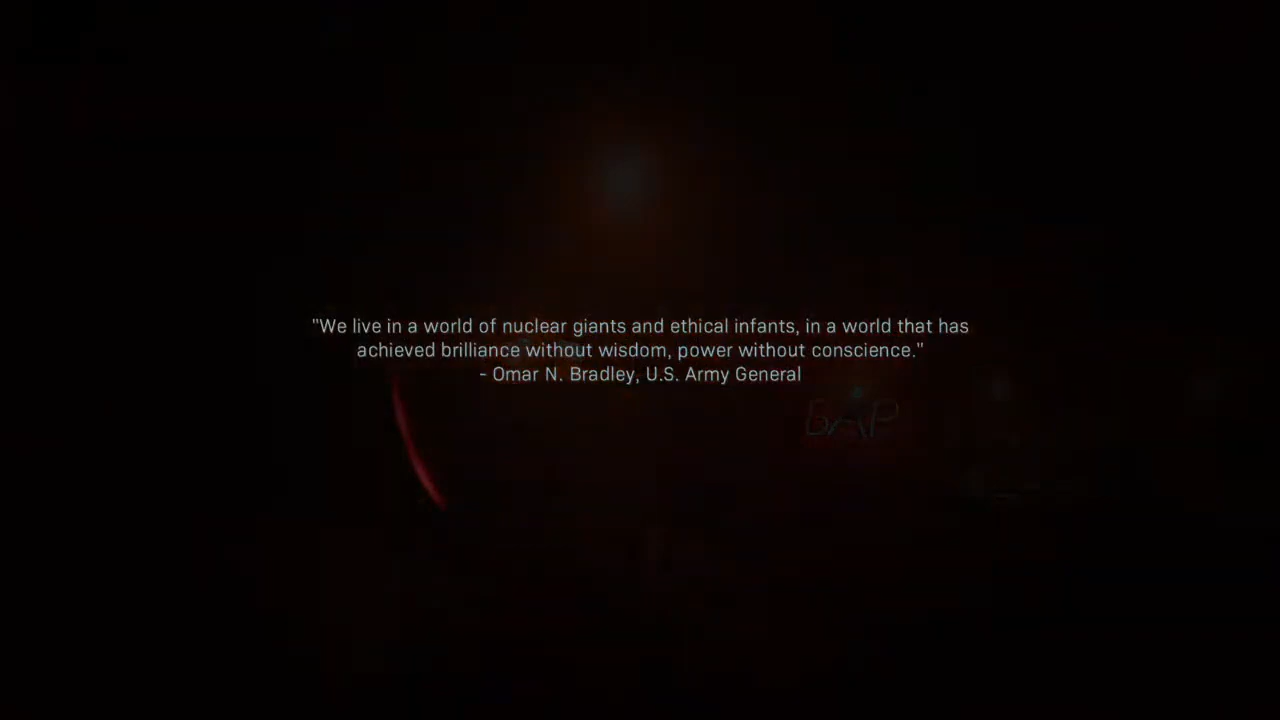 "We live in a world of nuclear giants and ethical infants, in a world that has
achieved brilliance without wisdom, power without conscience."
- Omar N. Bradley, U.S. Army General
БАР